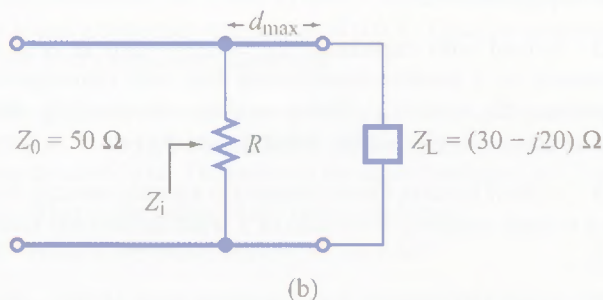 d_max
Z_0 = 50 Ω
R
Z_L = (30 − j20) Ω
Z_i
(b)